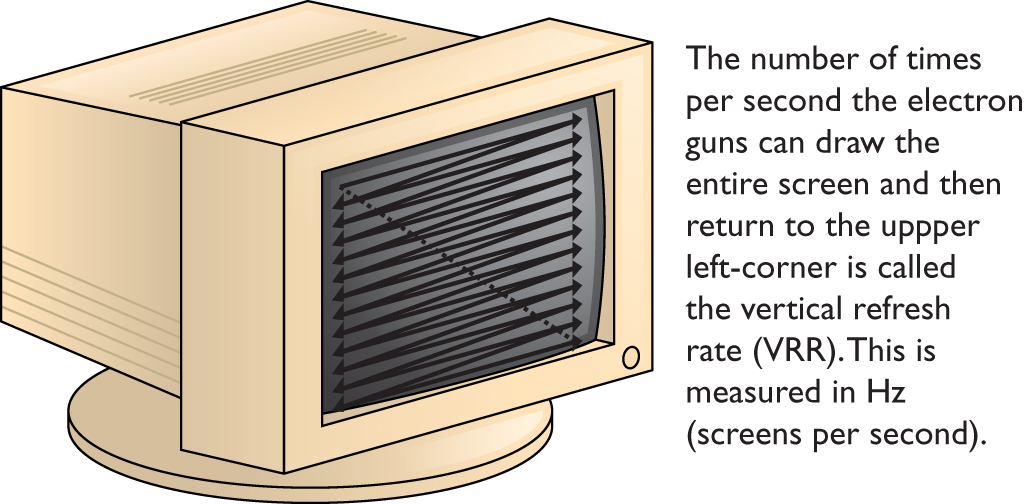 The number of times
per second the electron
guns can draw the
entire screen and then
return to the uppper
left-corner is called
the vertical refresh
rate (VRR). This is
measured in Hz
(screens per second).